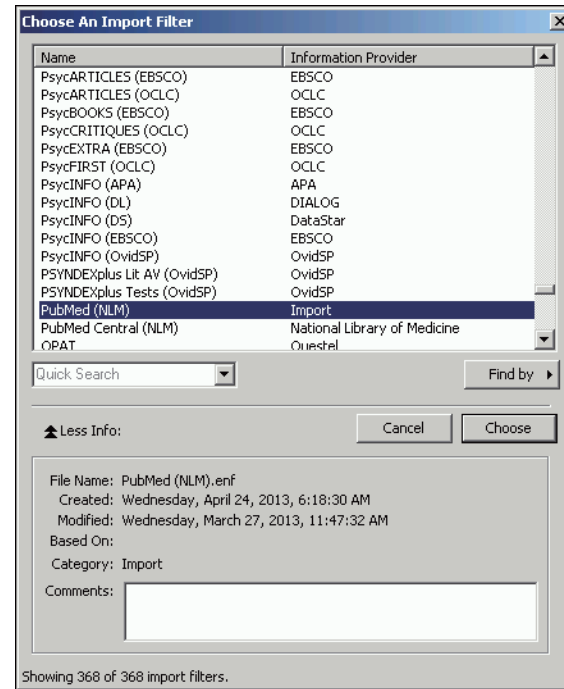 Choose An Import Filter
Name Information Provider
PsycARTICLES (EBSCO) EBSCO
PsycARTICLES (OCLC) OCLC
PsycBOOKS (EBSCO) EBSCO
PsycCRITIQUES (OCLC) OCLC
PsycEXTRA (EBSCO) EBSCO
PsycFIRST (OCLC) OCLC
PsycINFO (APA) APA
PsycINFO (DL) DIALOG
PsycINFO (DS) DataStar
PsycINFO (EBSCO) EBSCO
PsycINFO (OvidSP) OvidSP
PSYNDEXplus Lit AV (OvidSP) OvidSP
PSYNDEXplus Tests (OvidSP) OvidSP
PubMed (NLM) Import
PubMed Central (NLM) National Library of Medicine
QPAT Questel
Quick Search Find by
Less Info: Cancel Choose
File Name: PubMed (NLM).enf
Created: Wednesday, April 24, 2013, 6:18:30 AM
Modified: Wednesday, March 27, 2013, 11:47:32 AM
Based On:
Category: Import
Comments:
Showing 368 of 368 import filters.